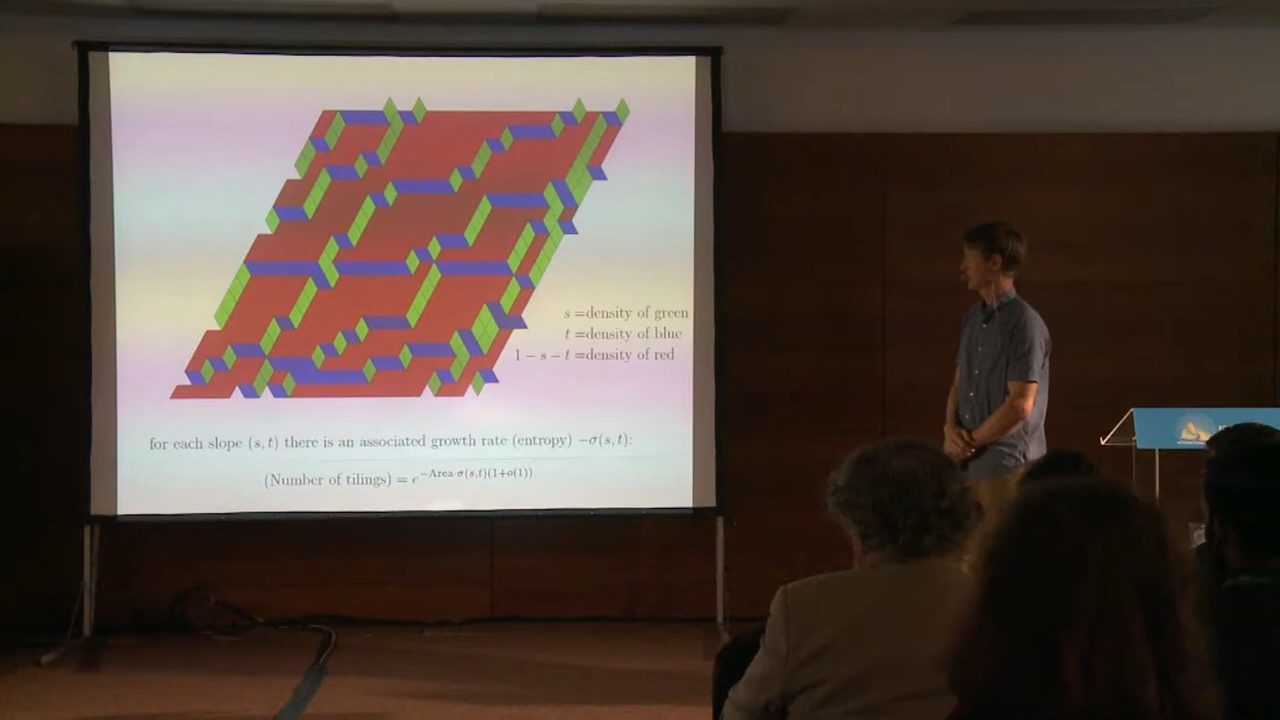 s =density of green
t =density of blue
1 − s − t =density of red
for each slope (s, t) there is an associated growth rate (entropy) −σ(s, t):
(Number of tilings) = e^{−Area·σ(s,t)(1+o(1))}